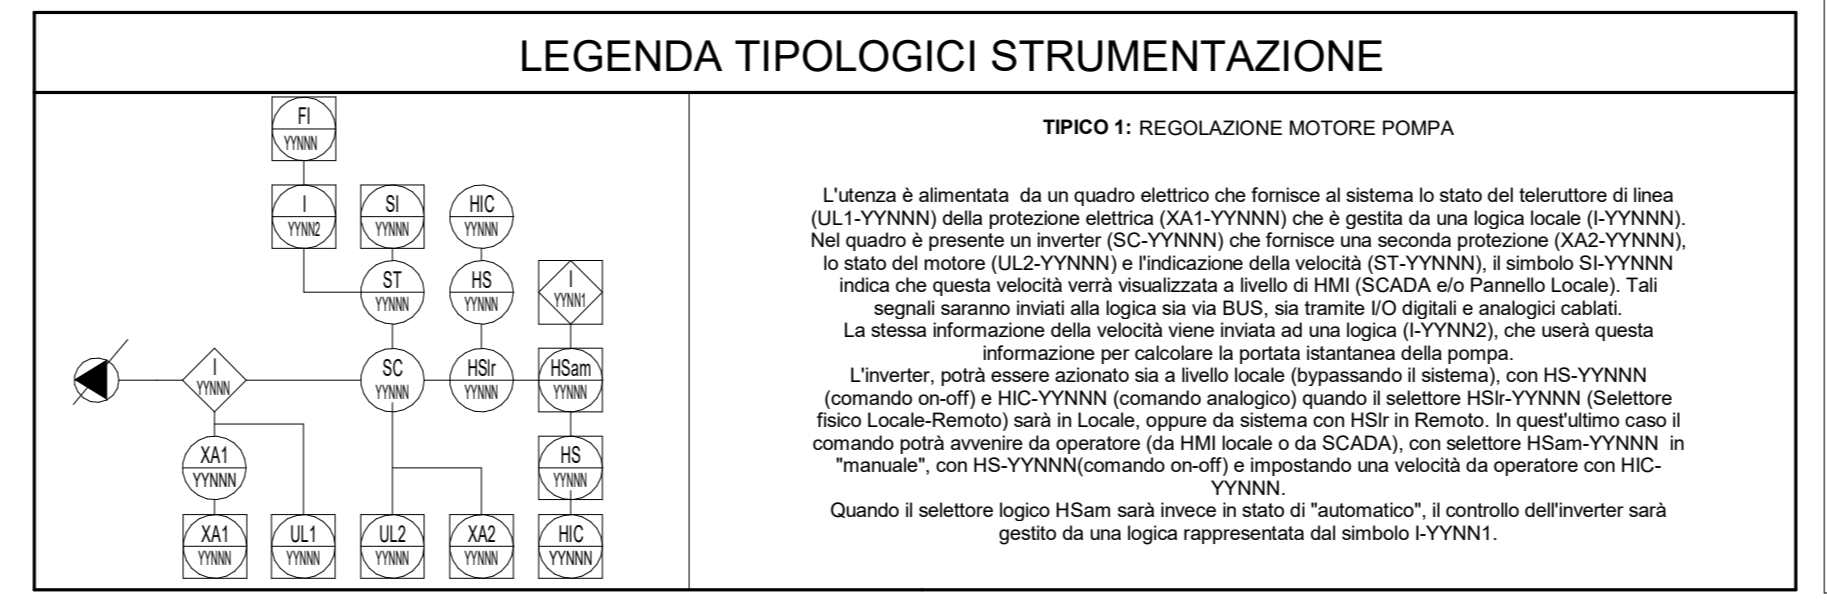 LEGENDA TIPOLOGICI STRUMENTAZIONE
FI
YYNNN
I
YYNN2
SI
YYNNN
HIC
YYNNN
ST
YYNNN
HS
YYNNN
I
YYNN1
I
YYNNN
SC
YYNNN
HSlr
YYNNN
HSam
YYNNN
XA1
YYNNN
HS
YYNNN
XA1
YYNNN
UL1
YYNNN
UL2
YYNNN
XA2
YYNNN
HIC
YYNNN
TIPICO 1: REGOLAZIONE MOTORE POMPA
L'utenza è alimentata da un quadro elettrico che fornisce al sistema lo stato del teleruttore di linea
(UL1-YYNNN) della protezione elettrica (XA1-YYNNN) che è gestita da una logica locale (I-YYNNN).
Nel quadro è presente un inverter (SC-YYNNN) che fornisce una seconda protezione (XA2-YYNNN),
lo stato del motore (UL2-YYNNN) e l'indicazione della velocità (ST-YYNNN), il simbolo SI-YYNNN
indica che questa velocità verrà visualizzata a livello di HMI (SCADA e/o Pannello Locale). Tali
segnali saranno inviati alla logica sia via BUS, sia tramite I/O digitali e analogici cablati.
La stessa informazione della velocità viene inviata ad una logica (I-YYNN2), che userà questa
informazione per calcolare la portata istantanea della pompa.
L'inverter, potrà essere azionato sia a livello locale (bypassando il sistema), con HS-YYNNN
(comando on-off) e HIC-YYNNN (comando analogico) quando il selettore HSlr-YYNNN (Selettore
fisico Locale-Remoto) sarà in Locale, oppure da sistema con HSlr in Remoto. In quest'ultimo caso il
comando potrà avvenire da operatore (da HMI locale o da SCADA), con selettore HSam-YYNNN in
"manuale", con HS-YYNNN(comando on-off) e impostando una velocità da operatore con HIC-
YYNNN.
Quando il selettore logico HSam sarà invece in stato di "automatico", il controllo dell'inverter sarà
gestito da una logica rappresentata dal simbolo I-YYNN1.